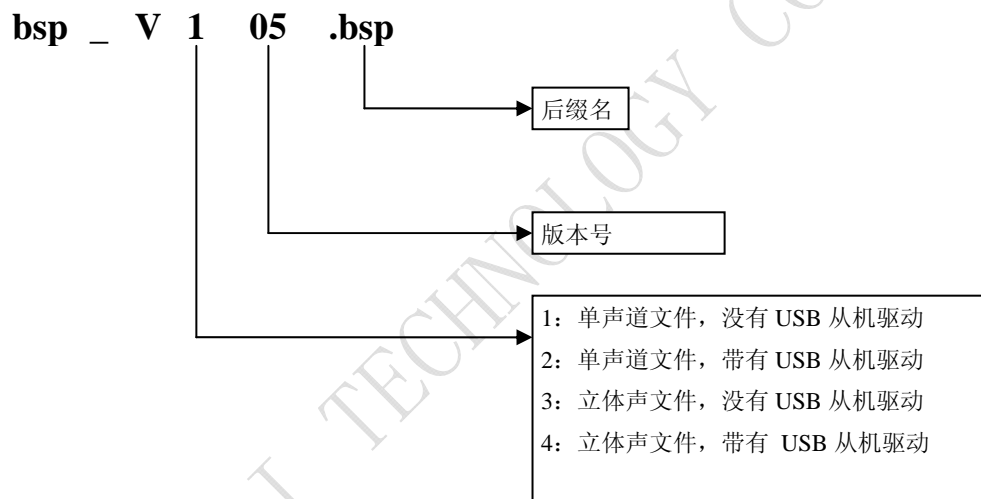 bsp _ V 1 05 .bsp
后缀名
版本号
1：单声道文件，没有 USB 从机驱动
2：单声道文件，带有 USB 从机驱动
3：立体声文件，没有 USB 从机驱动
4：立体声文件，带有 USB 从机驱动
TECHNOLOGY CO